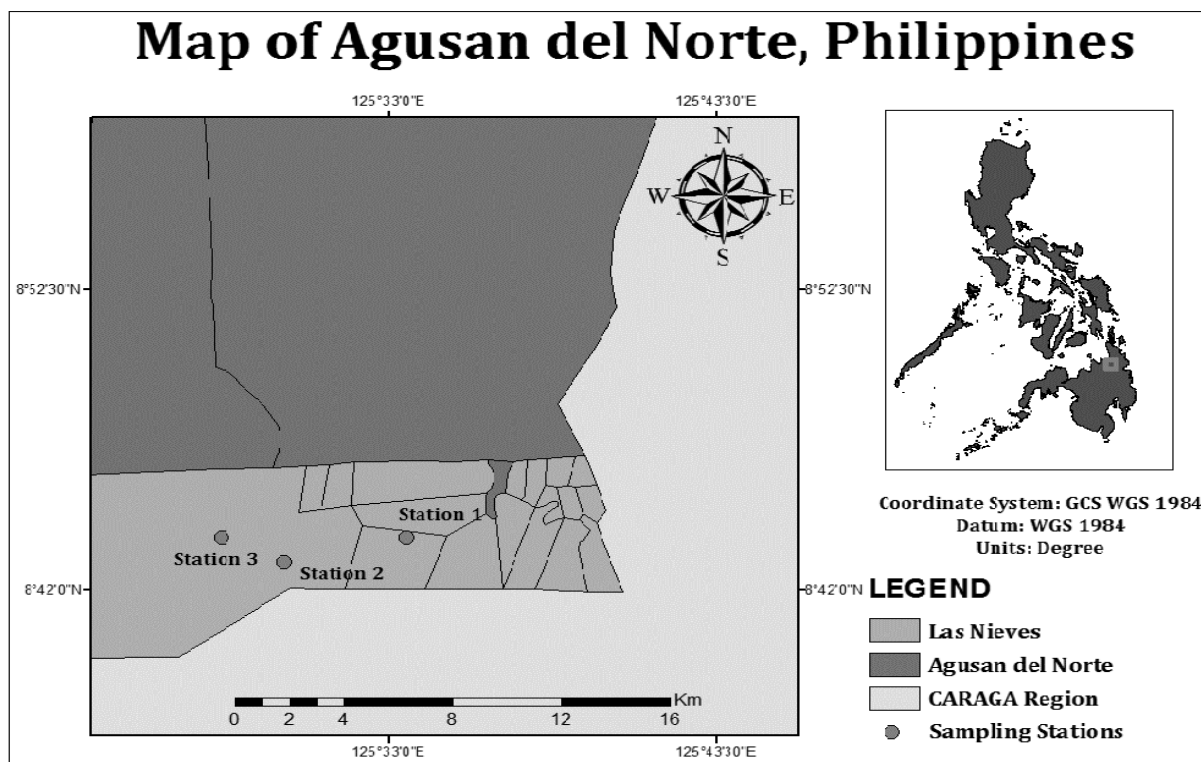 Map of Agusan del Norte, Philippines
125°33'0"E 125°43'30"E
N
W E
S
8°52'30"N 8°52'30"N
Station 1
Station 3
Station 2
8°42'0"N 8°42'0"N
Km
0 2 4 8 12 16
125°33'0"E 125°43'30"E
Coordinate System: GCS WGS 1984
Datum: WGS 1984
Units: Degree
LEGEND
Las Nieves
Agusan del Norte
CARAGA Region
Sampling Stations